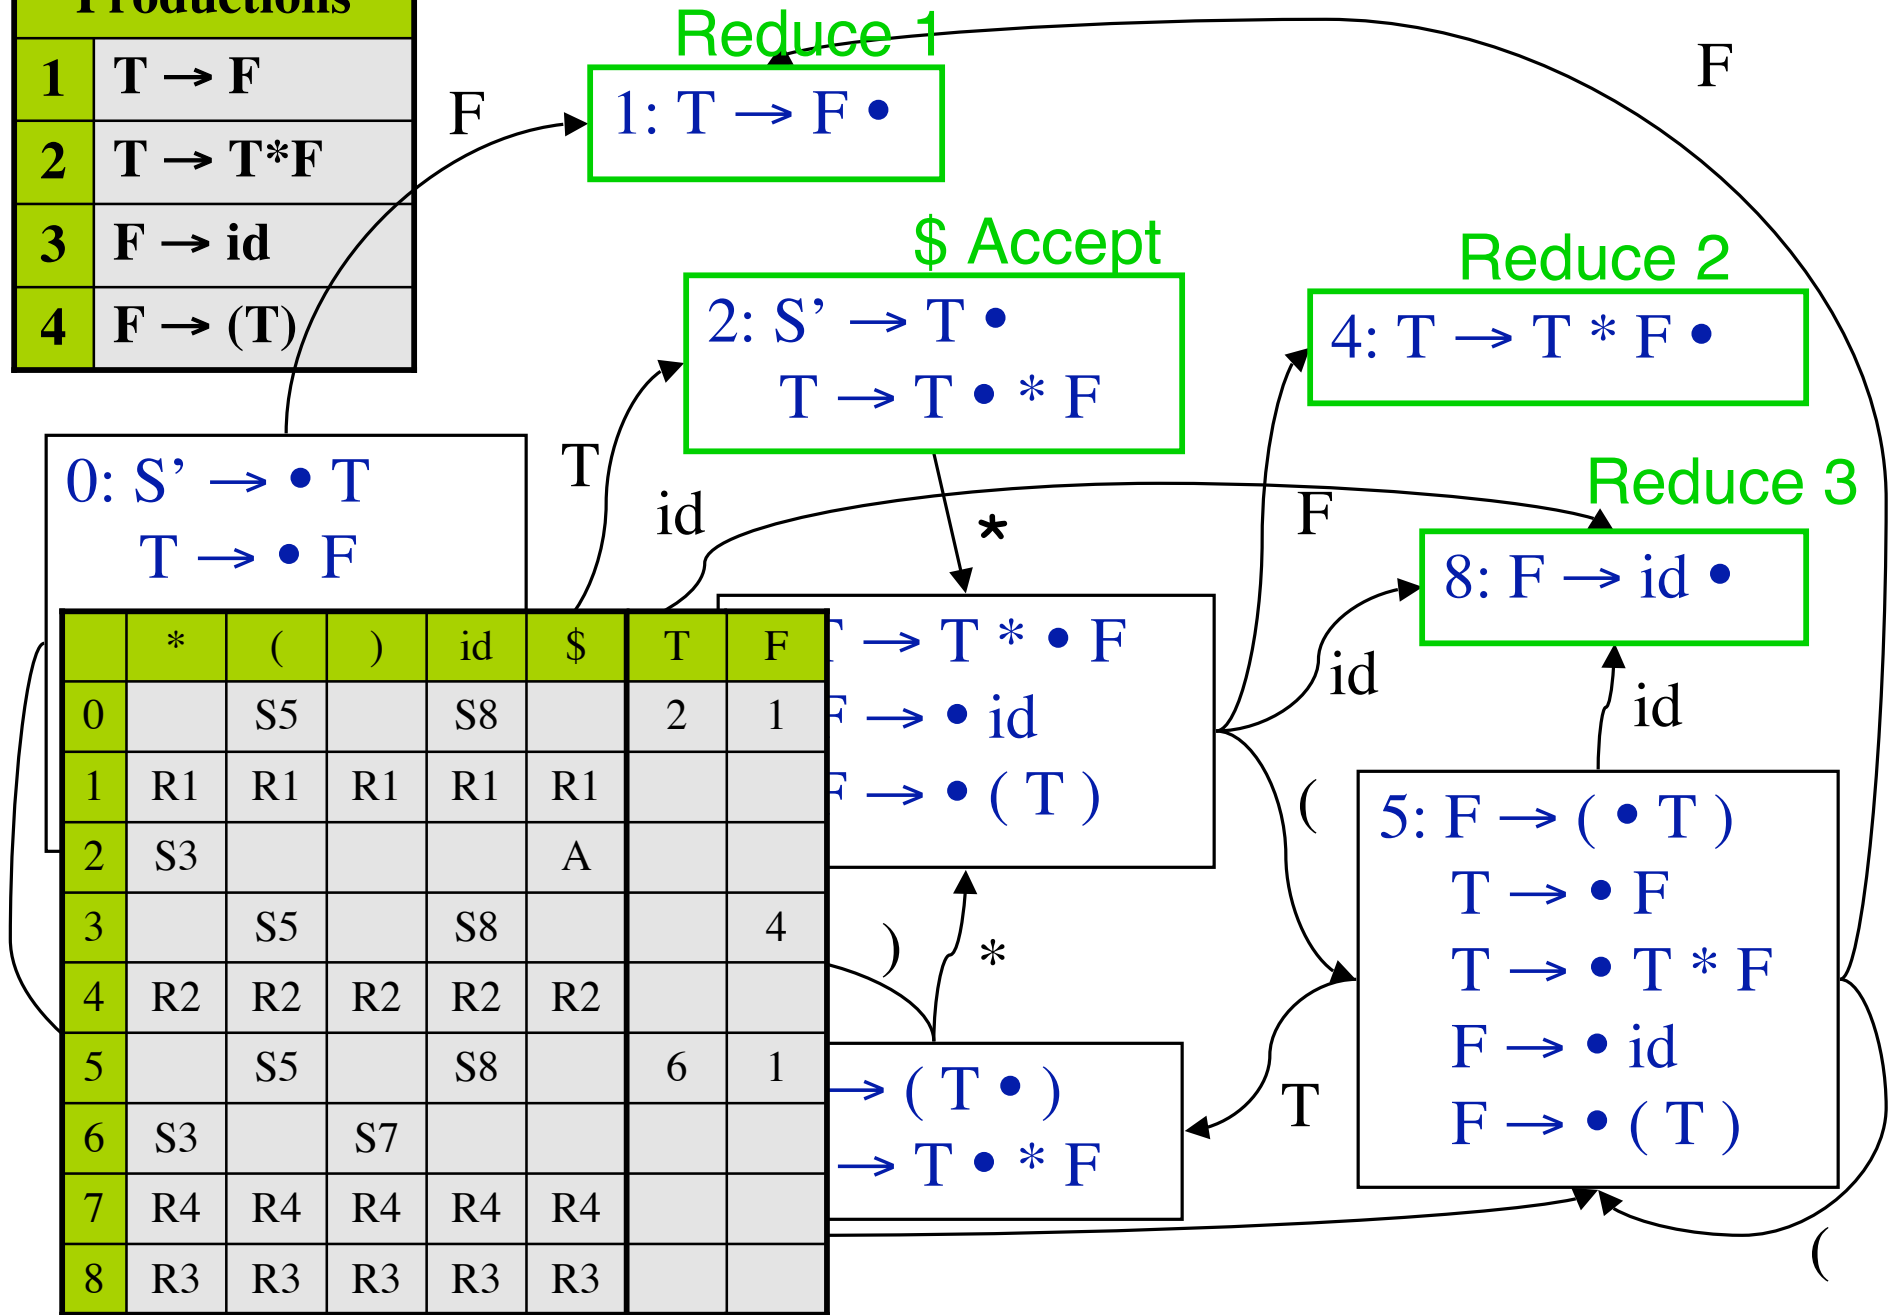 Productions
1 T → F
2 T → T*F
3 F → id
4 F → (T)
Reduce 1
F
F
1: T → F •
$ Accept
2: S’ → T •
T → T • * F
Reduce 2
4: T → T * F •
0: S’ → • T
T → • F
T
id
*
F
Reduce 3
8: F → id •
→ T * • F
→ • id
→ • ( T )
id
id
(
5: F → ( • T )
T → • F
T → • T * F
F → • id
F → • ( T )
)
*
T
→ ( T • )
→ T • * F
(
* ( ) id $ T F
0 S5 S8 2 1
1 R1 R1 R1 R1 R1
2 S3 A
3 S5 S8 4
4 R2 R2 R2 R2 R2
5 S5 S8 6 1
6 S3 S7
7 R4 R4 R4 R4 R4
8 R3 R3 R3 R3 R3